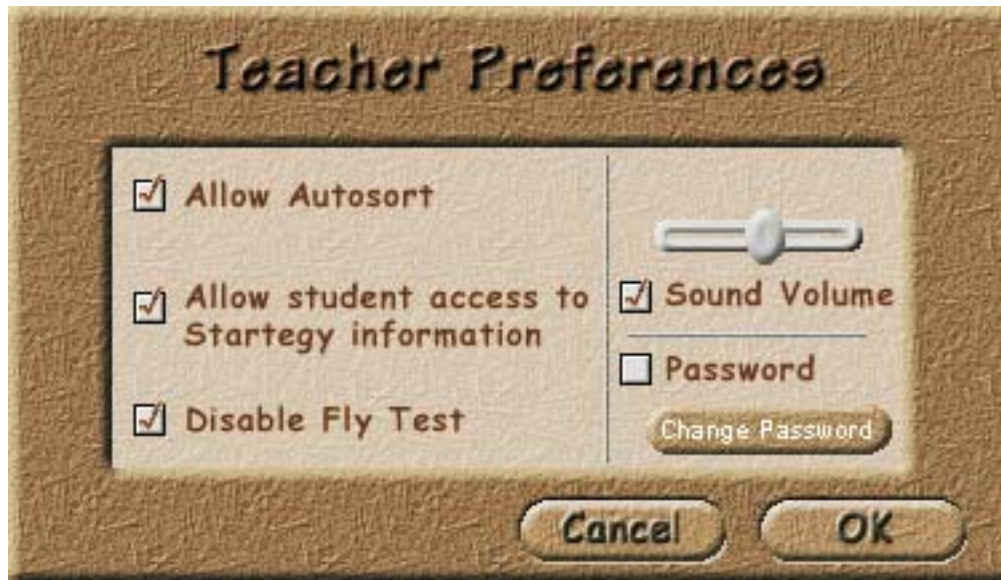 Teacher Preferences
Allow Autosort
Allow student access to
Startegy information
Disable Fly Test
Sound Volume
Password
Change Password
Cancel
OK